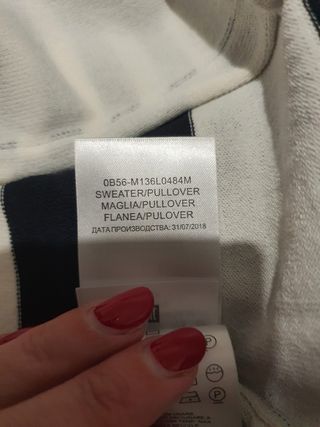 0B56-M136L0484M
SWEATER/PULLOVER
MAGLIA/PULLOVER
FLANEA/PULOVER
ДАТА ПРОИЗВОДСТВА: 31/07/2018
P
P